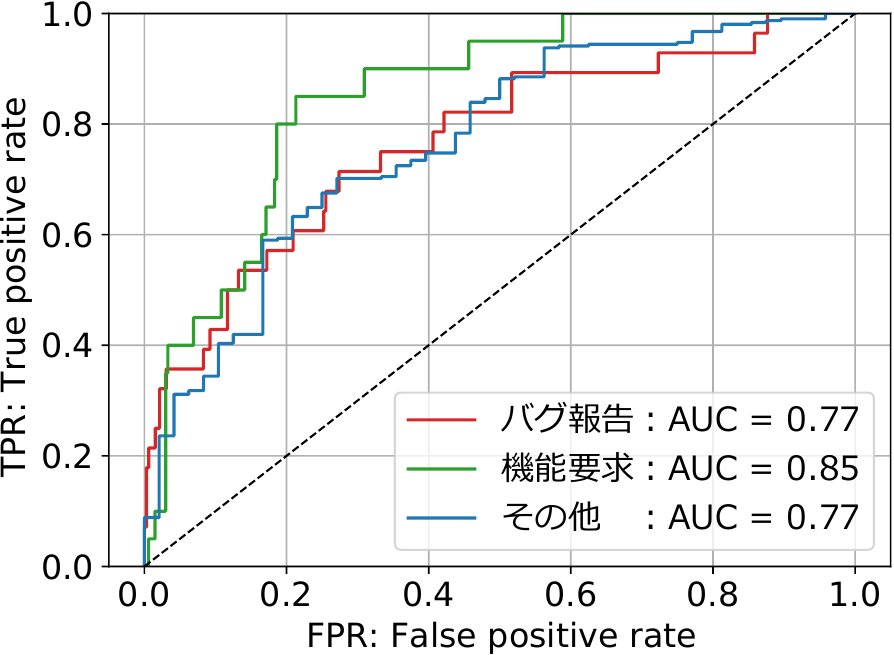 1.0
0.8
0.6
0.4
0.2
0.0
TPR: True positive rate
バグ報告 : AUC = 0.77
機能要求 : AUC = 0.85
その他 : AUC = 0.77
0.0 0.2 0.4 0.6 0.8 1.0
FPR: False positive rate